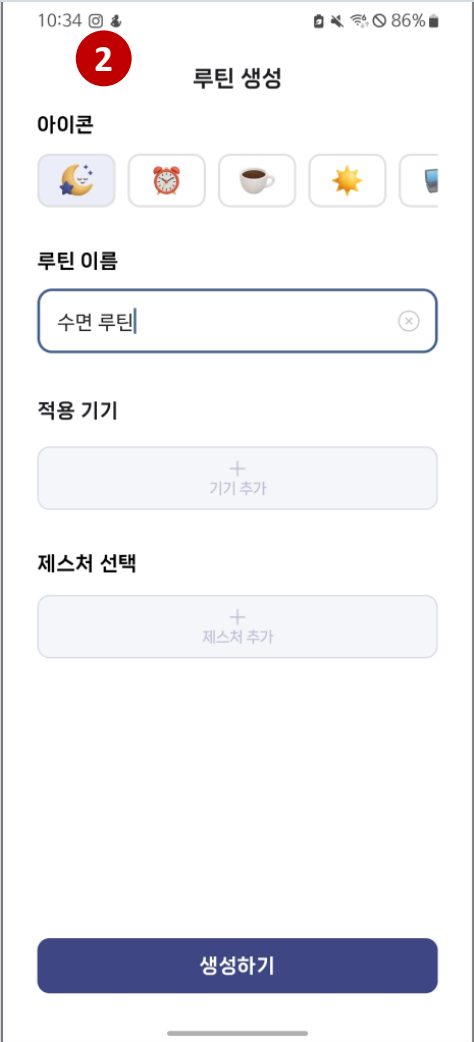 10:34 86%
2
루틴 생성
아이콘
루틴 이름
수면 루틴
적용 기기
+
기기 추가
제스처 선택
+
제스처 추가
생성하기